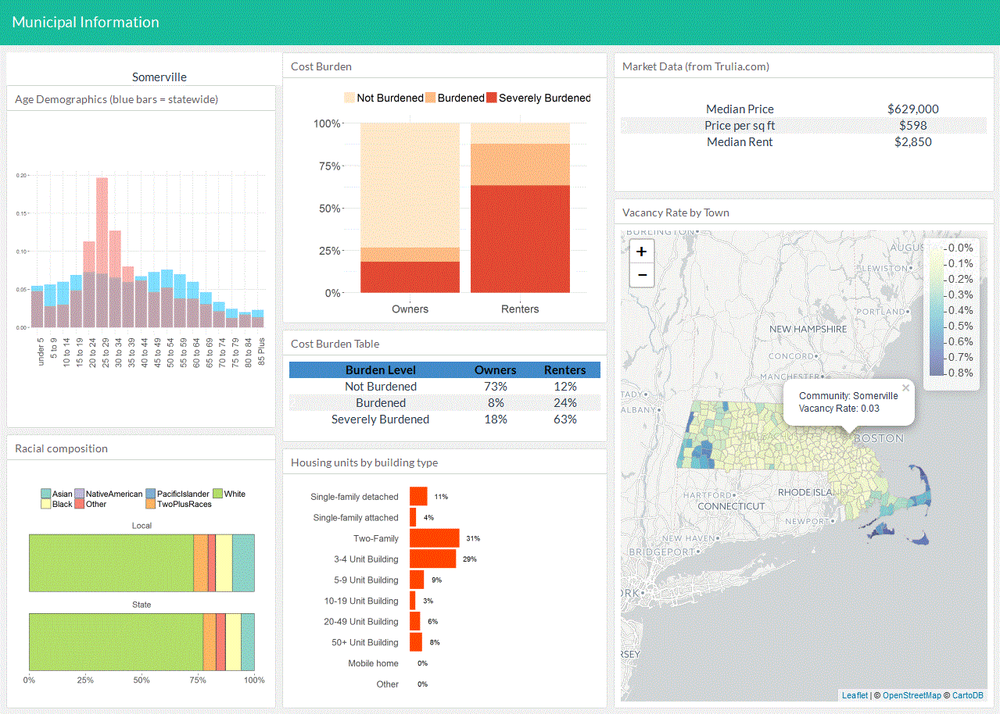 Municipal Information
Somerville
Age Demographics (blue bars = statewide)
0.20
0.15
0.10
0.05
0.00
under 5
5 to 9
10 to 14
15 to 19
20 to 24
25 to 29
30 to 34
35 to 39
40 to 44
45 to 49
50 to 54
55 to 59
60 to 64
65 to 69
70 to 74
75 to 79
80 to 84
85 Plus
Racial composition
Asian NativeAmerican PacificIslander White
Black Other TwoPlusRaces
Local
State
0% 25% 50% 75% 100%
Cost Burden
Not Burdened Burdened Severely Burdened
100%
75%
50%
25%
0%
Owners Renters
Cost Burden Table
Burden Level Owners Renters
Not Burdened 73% 12%
Burdened 8% 24%
Severely Burdened 18% 63%
Housing units by building type
Single-family detached 11%
Single-family attached 4%
Two-Family 31%
3-4 Unit Building 29%
5-9 Unit Building 9%
10-19 Unit Building 3%
20-49 Unit Building 6%
50+ Unit Building 8%
Mobile home 0%
Other 0%
Market Data (from Trulia.com)
Median Price $629,000
Price per sq ft $598
Median Rent $2,850
Vacancy Rate by Town
+
−
BURLINGTON
AUGUSTA
LEWISTON
PORTLAND
NEW HAMPSHIRE
CONCORD
MANCHESTER
TADY
ALBANY
BOSTON
HARTFORD
RHODE ISLA
CONNECTICUT
NEWPORT
NEW HAVEN
BRIDGEPORT
ORK
RSEY
0.0%
0.1%
0.2%
0.3%
0.4%
0.5%
0.6%
0.7%
0.8%
×
Community: Somerville
Vacancy Rate: 0.03
Leaflet | © OpenStreetMap © CartoDB